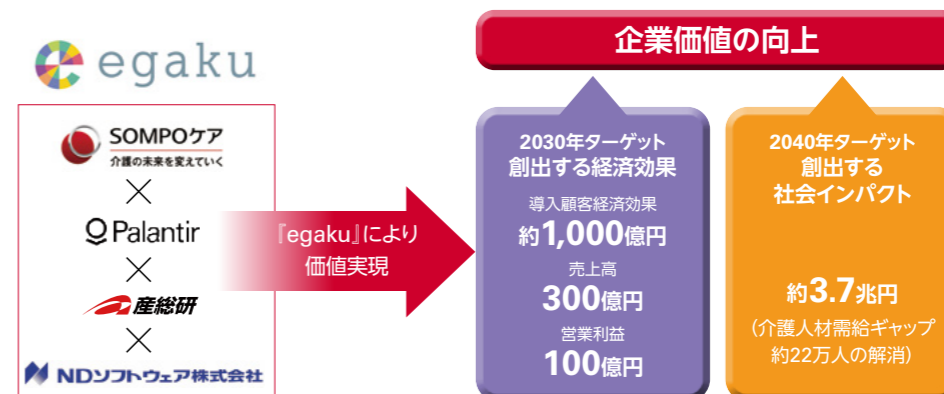 egaku
SOMPOケア
介護の未来を変えていく
×
Palantir
×
産総研
×
NDソフトウェア株式会社
『egaku』により
価値実現
企業価値の向上
2030年ターゲット
創出する経済効果
導入顧客経済効果
約1,000億円
売上高
300億円
営業利益
100億円
2040年ターゲット
創出する
社会インパクト
約3.7兆円
(介護人材需給ギャップ
約22万人の解消)